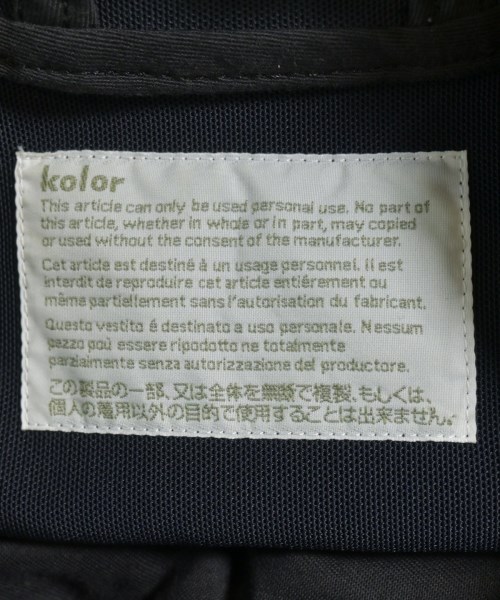 kolor
This article can only be used personal use. No part of
this article, whether in whole or in part, may copied
or used without the consent of the manufacturer.
Cet article est destiné à un usage personnel. il est
interdit de reproduire cet article entiérement ou
même partiellement sans l'autorisation du fabricant.
Questo vestito é destinato a uso personale. Nessum
pezzo può essere ripodotto ne totalmente
parzialmente senza autorizzazione del productore.
この製品の一部、又は全体を無断で複製、もしくは、
個人の着用以外の目的で使用することは出来ません。